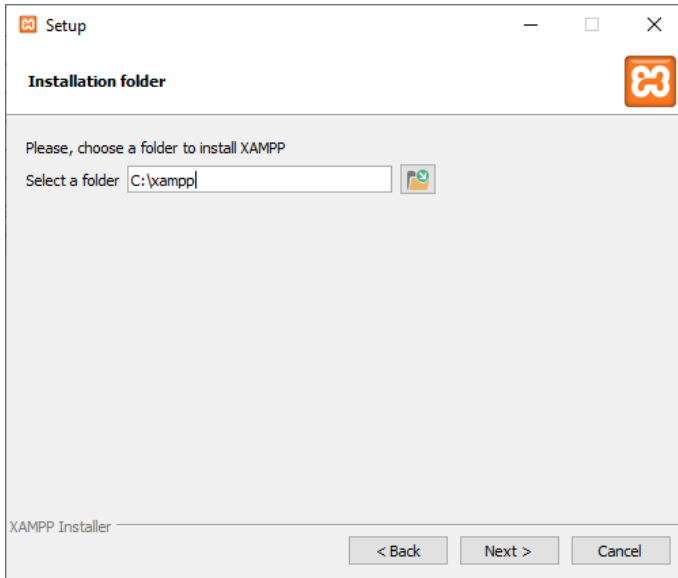 Setup
Installation folder
Please, choose a folder to install XAMPP
Select a folder C:\xampp
XAMPP Installer
< Back Next > Cancel